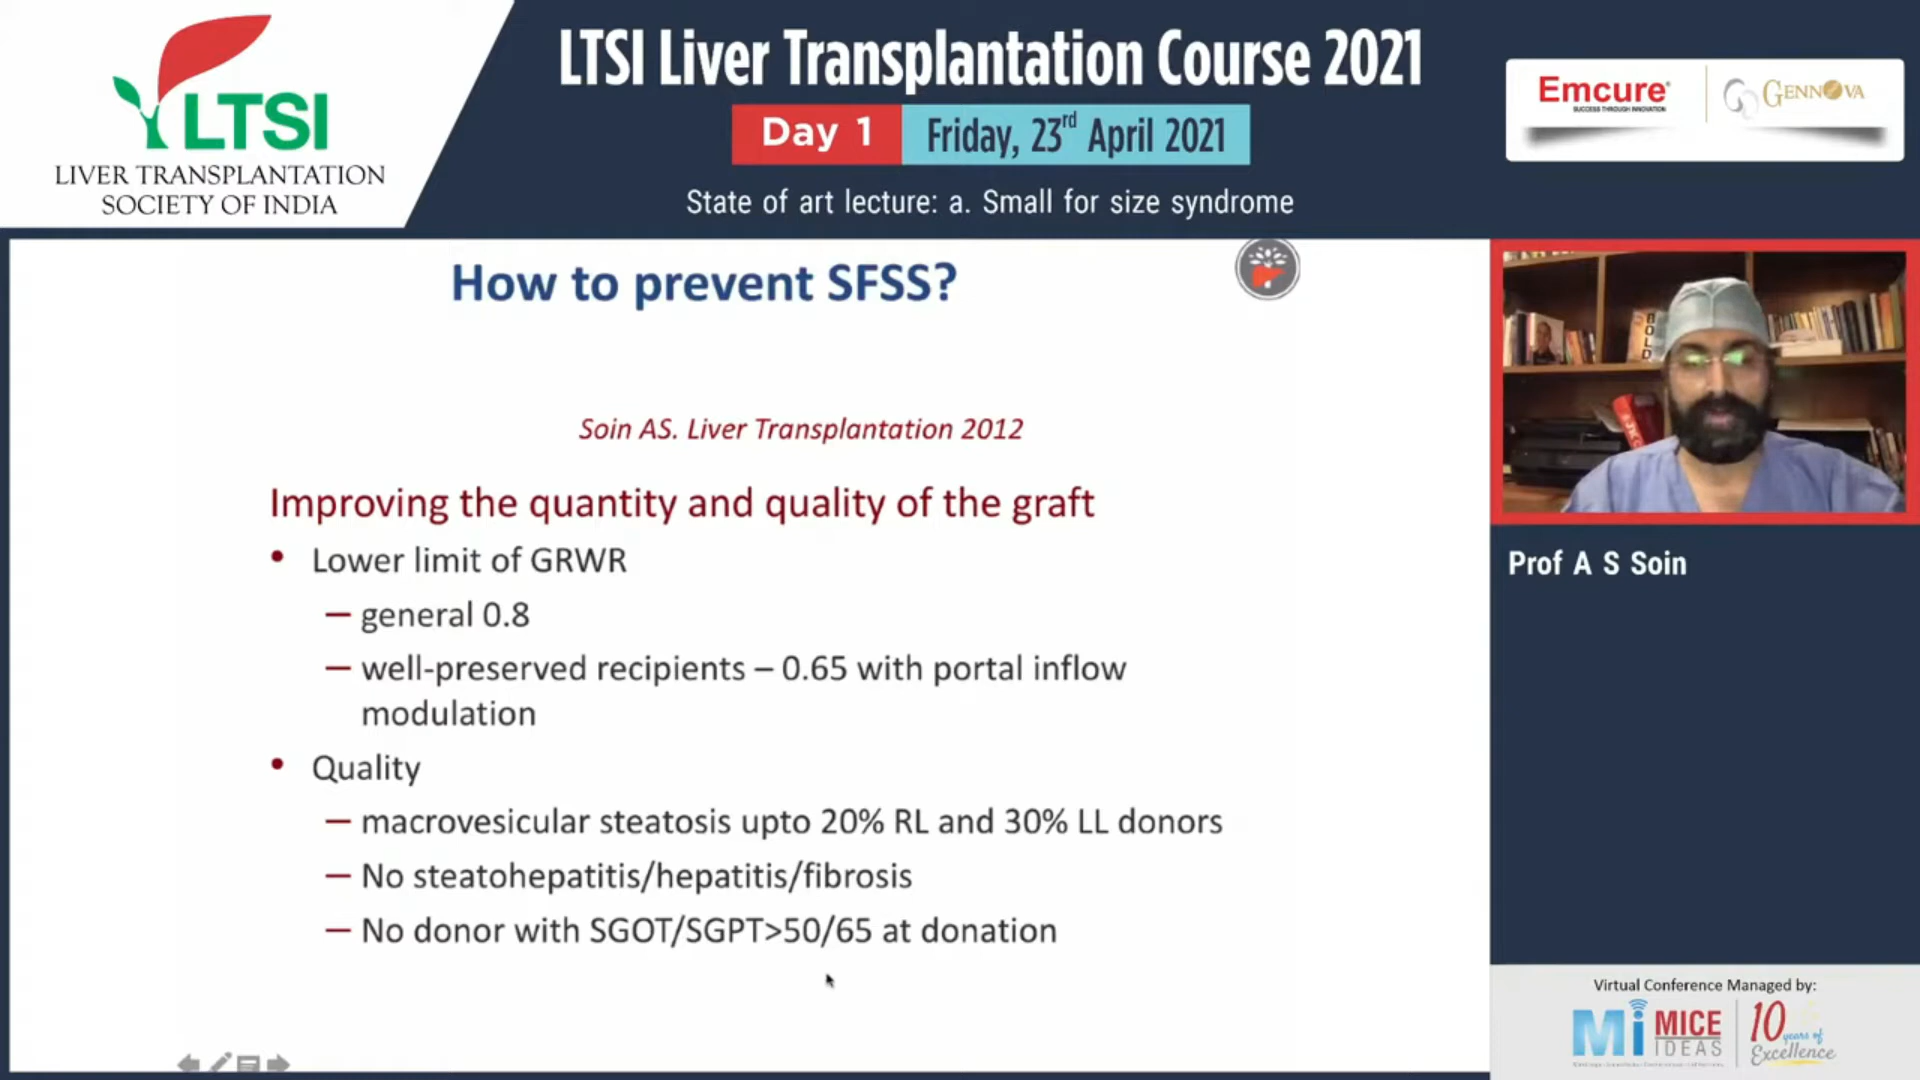 LTSI
LIVER TRANSPLANTATION
SOCIETY OF INDIA
LTSI Liver Transplantation Course 2021
Day 1
Friday, 23rd April 2021
State of art lecture: a. Small for size syndrome
Emcure
SUCCESS THROUGH INNOVATION
GENNOVA
How to prevent SFSS?
Soin AS. Liver Transplantation 2012
Improving the quantity and quality of the graft
• Lower limit of GRWR
– general 0.8
– well-preserved recipients – 0.65 with portal inflow
modulation
• Quality
– macrovesicular steatosis upto 20% RL and 30% LL donors
– No steatohepatitis/hepatitis/fibrosis
– No donor with SGOT/SGPT>50/65 at donation
BOLD
Prof A S Soin
Virtual Conference Managed by:
Mi MICE
IDEAS
10
years of
Excellence